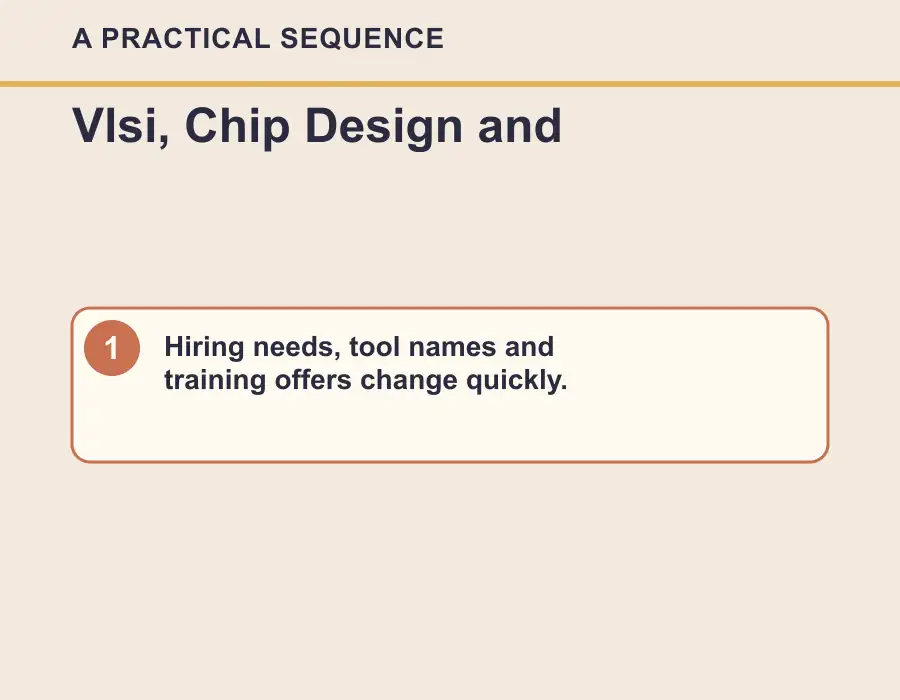 A PRACTICAL SEQUENCE
Vlsi, Chip Design and
1
Hiring needs, tool names and
training offers change quickly.